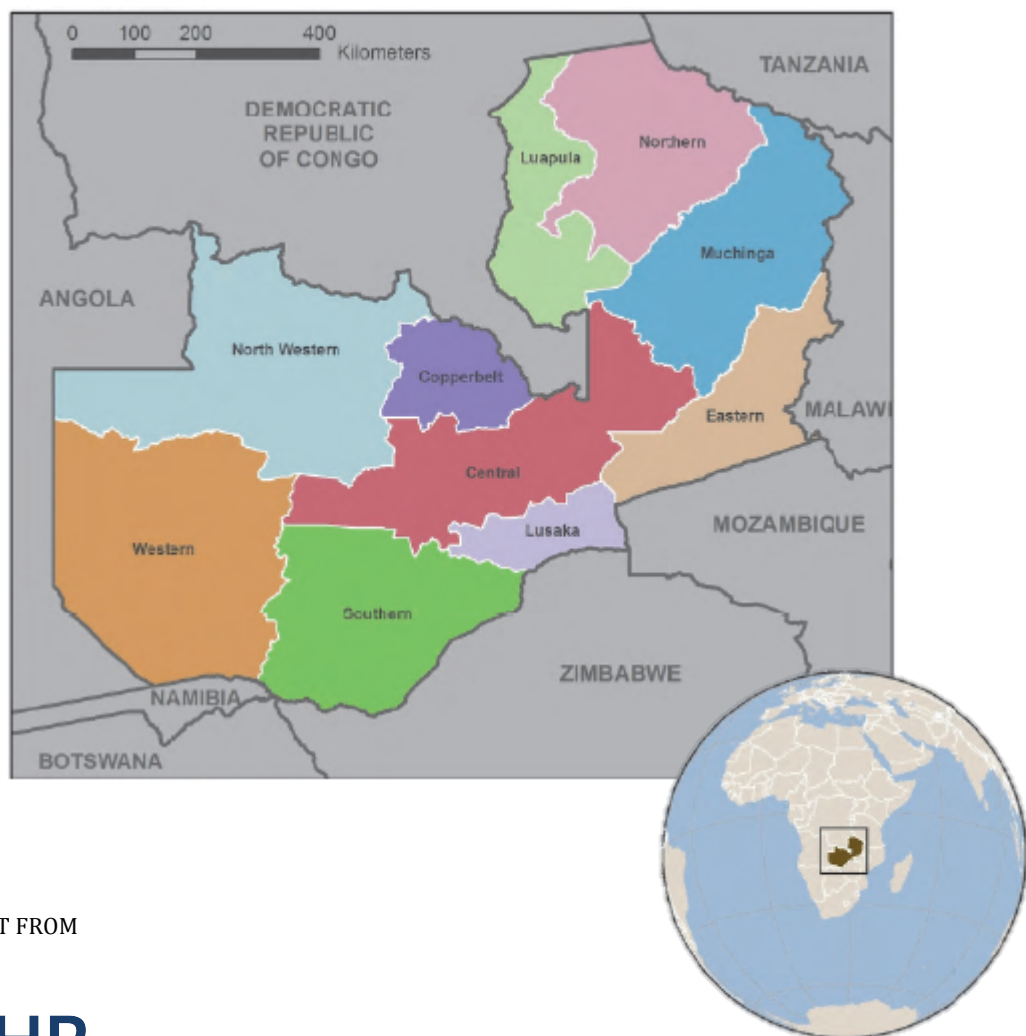 0 100 200 400
Kilometers
TANZANIA
DEMOCRATIC
REPUBLIC
OF CONGO
Northern
Luapula
Muchinga
ANGOLA
North Western
Copperbelt
Eastern
MALAWI
Central
MOZAMBIQUE
Lusaka
Western
Southern
ZIMBABWE
NAMIBIA
BOTSWANA
T FROM
HP